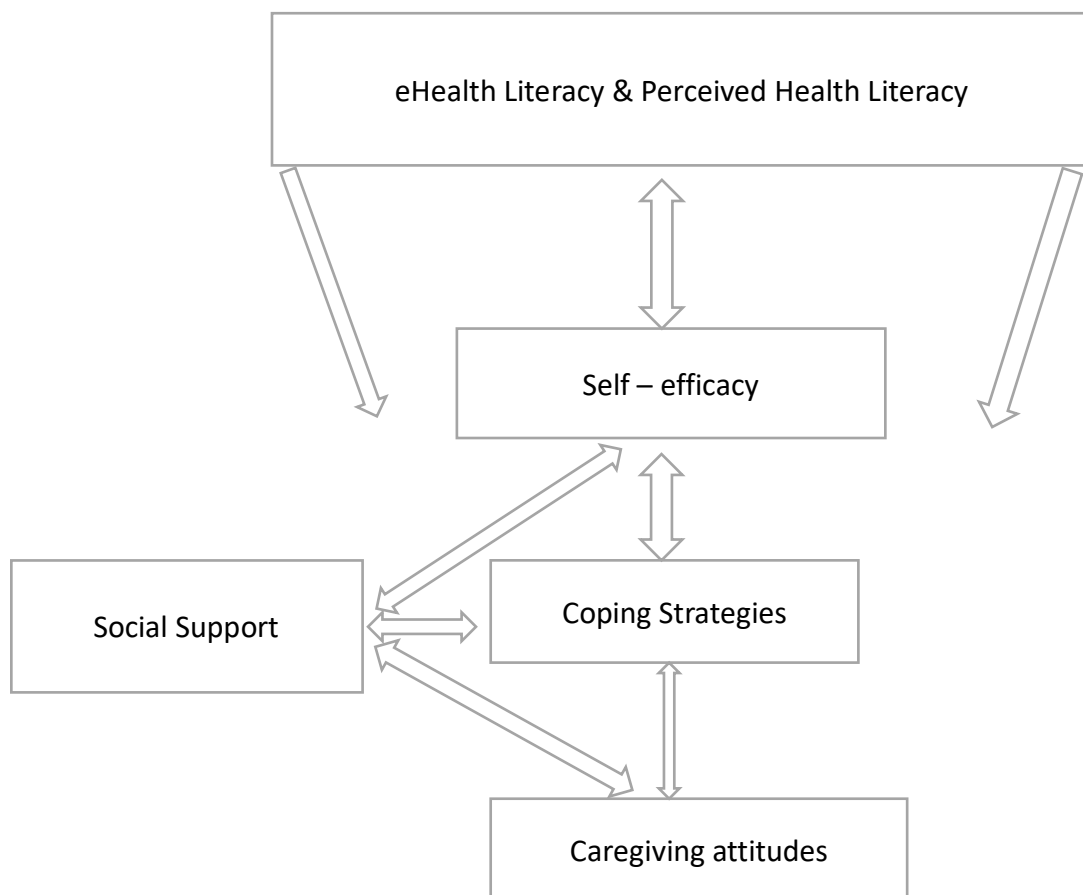 eHealth Literacy & Perceived Health Literacy
Self – efficacy
Social Support
Coping Strategies
Caregiving attitudes